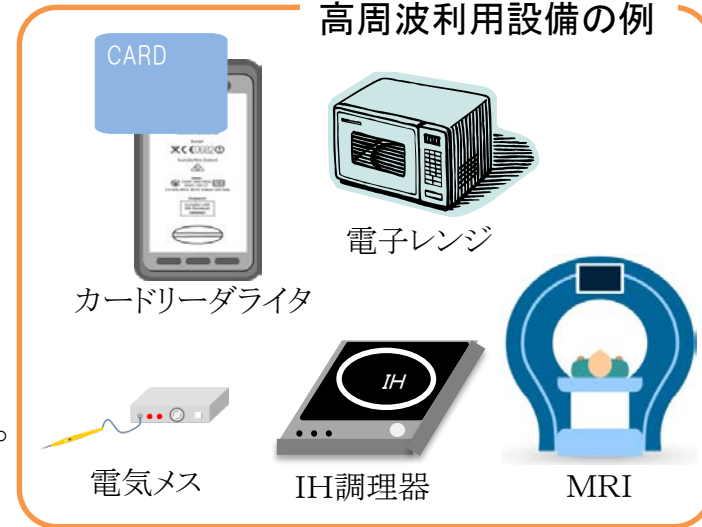 高周波利用設備の例
CARD
電子レンジ
カードリーダライタ
IH
。
電気メス
IH調理器
MRI